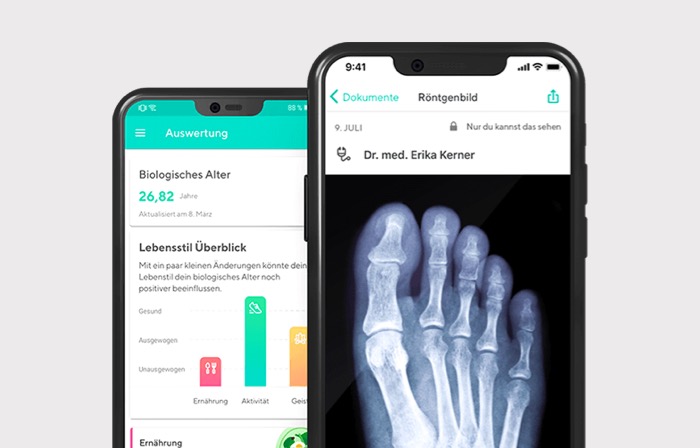 88 %
Auswertung
Biologisches Alter
26,82 Jahre
Aktualisiert am 8. März
Lebensstil Überblick
Mit ein paar kleinen Änderungen könnte dein
Lebenstil dein biologisches Alter noch
positiver beeinflussen.
Gesund
Ausgewogen
Unausgewogen
Ernährung
Aktivität
Geist
Ernährung
9:41
Dokumente
Röntgenbild
9. JULI
Nur du kannst das sehen
Dr. med. Erika Kerner